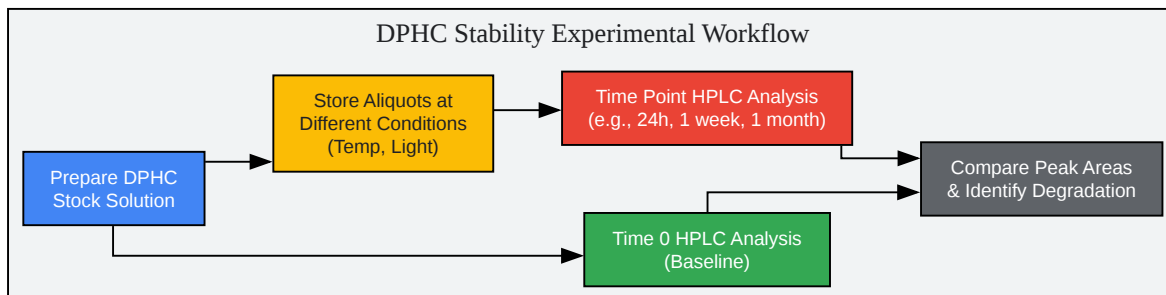 DPHC Stability Experimental Workflow
Prepare DPHC
Stock Solution
Store Aliquots at
Different Conditions
(Temp, Light)
Time Point HPLC Analysis
(e.g., 24h, 1 week, 1 month)
Time 0 HPLC Analysis
(Baseline)
Compare Peak Areas
& Identify Degradation